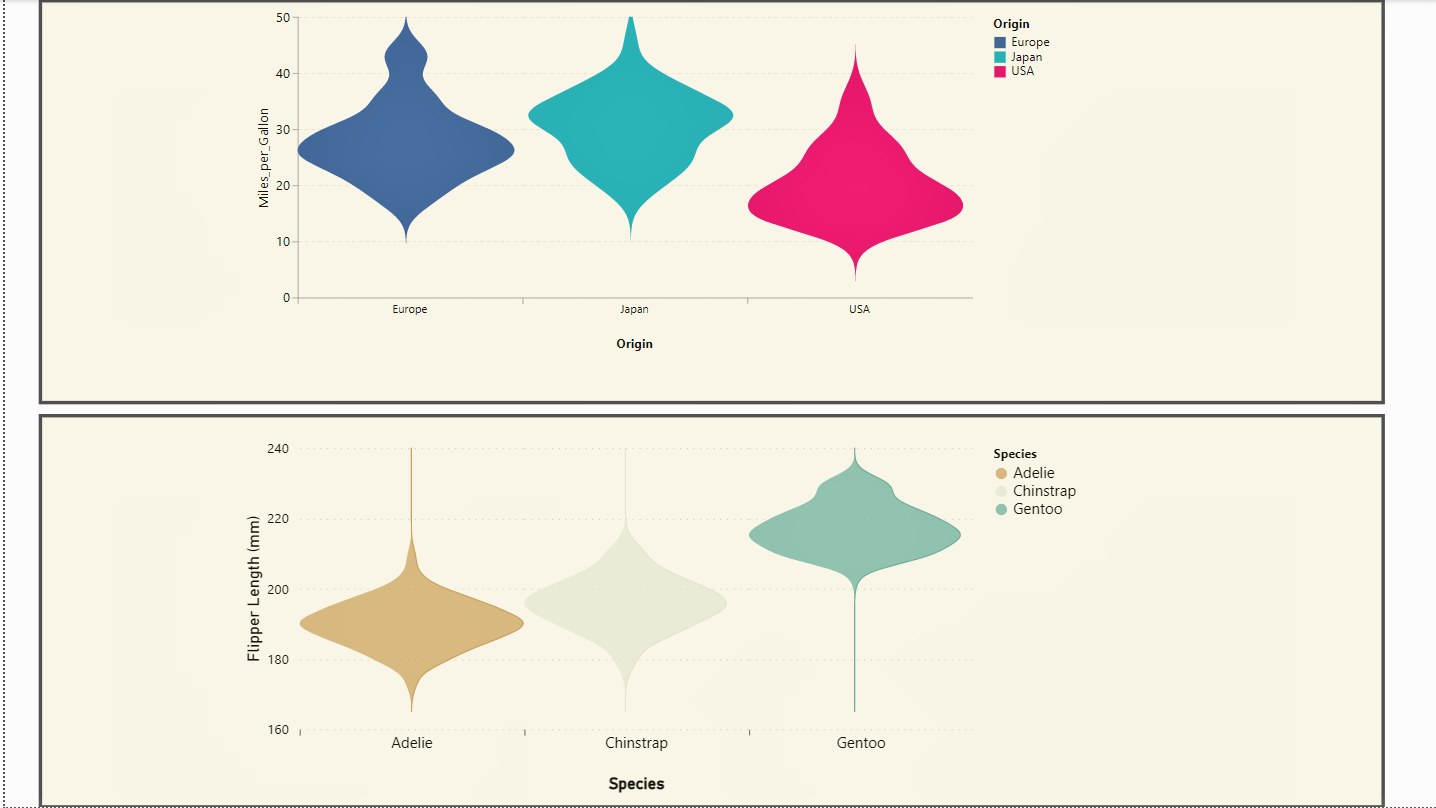 50
40
30
20
10
0
Miles_per_Gallon
Europe Japan USA
Origin
Origin
Europe
Japan
USA
240
220
200
180
160
Flipper Length (mm)
Adelie Chinstrap Gentoo
Species
Species
Adelie
Chinstrap
Gentoo